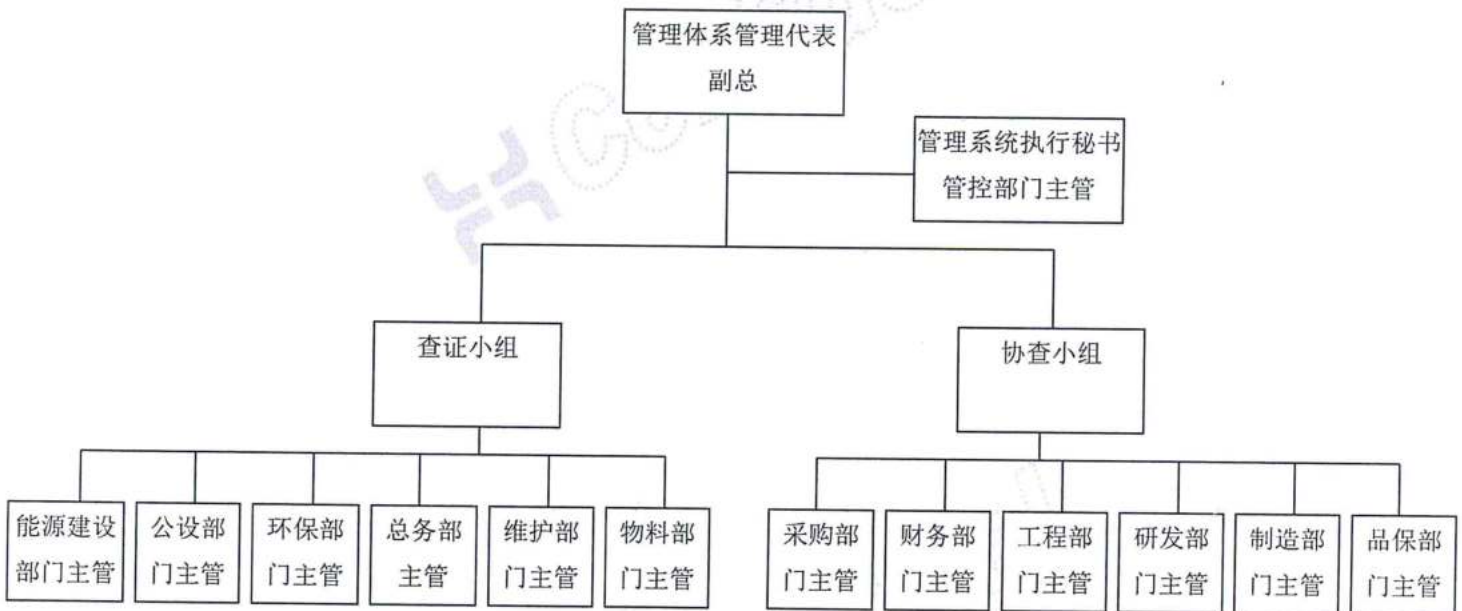 管理体系管理代表
副总
管理系统执行秘书
管控部门主管
查证小组
协查小组
能源建设
部门主管
公设部
门主管
环保部
门主管
总务部
主管
维护部
门主管
物料部
门主管
采购部
门主管
财务部
门主管
工程部
门主管
研发部
门主管
制造部
门主管
品保部
门主管